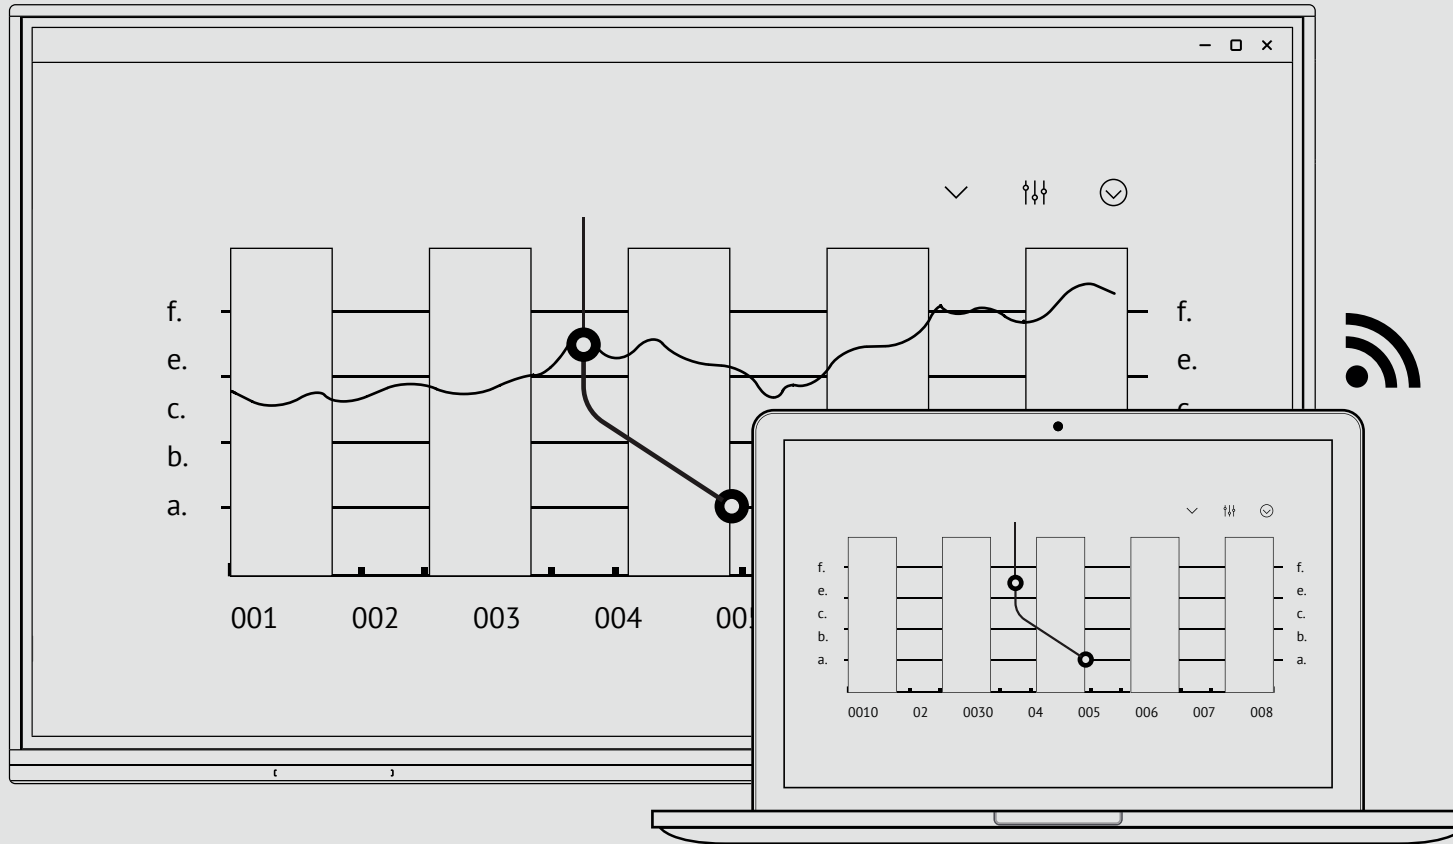 f. f.
e. e.
c.
b.
a.
001 002 003 004
f. f.
e. e.
c. c.
b. b.
a. a.
0010 02 0030 04 005 006 007 008